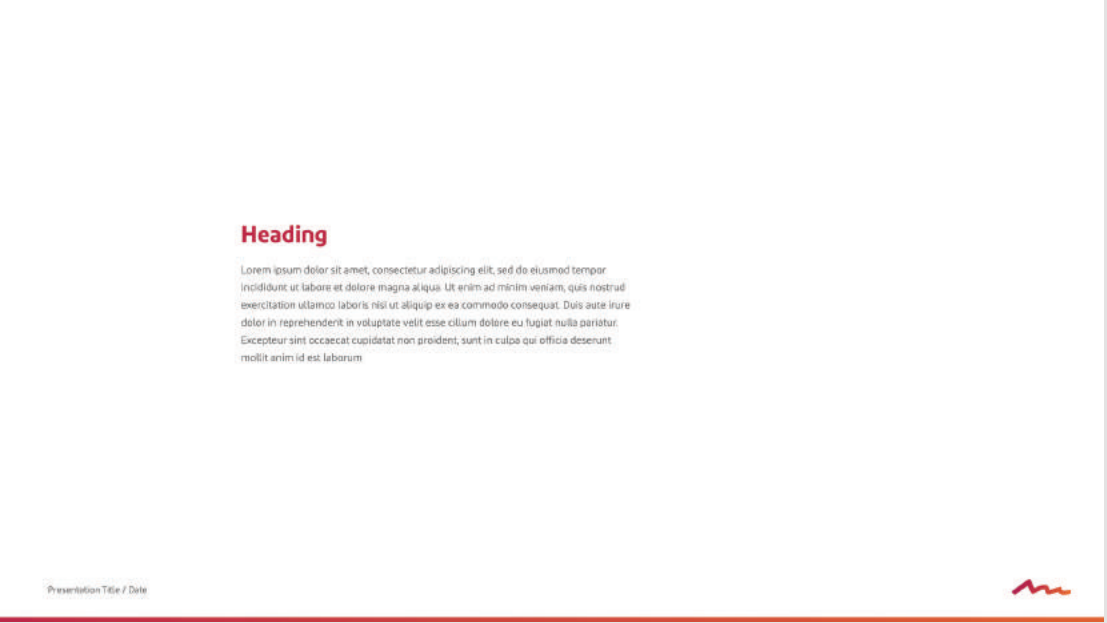 Heading
Lorem ipsum dolor sit amet, consectetur adipiscing elit, sed do eiusmod tempor
incididunt ut labore et dolore magna aliqua. Ut enim ad minim veniam, quis nostrud
exercitation ullamco laboris nisi ut aliquip ex ea commodo consequat. Duis aute irure
dolor in reprehenderit in voluptate velit esse cillum dolore eu fugiat nulla pariatur.
Excepteur sint occaecat cupidatat non proident, sunt in culpa qui officia deserunt
mollit anim id est laborum
Presentation Title / Date